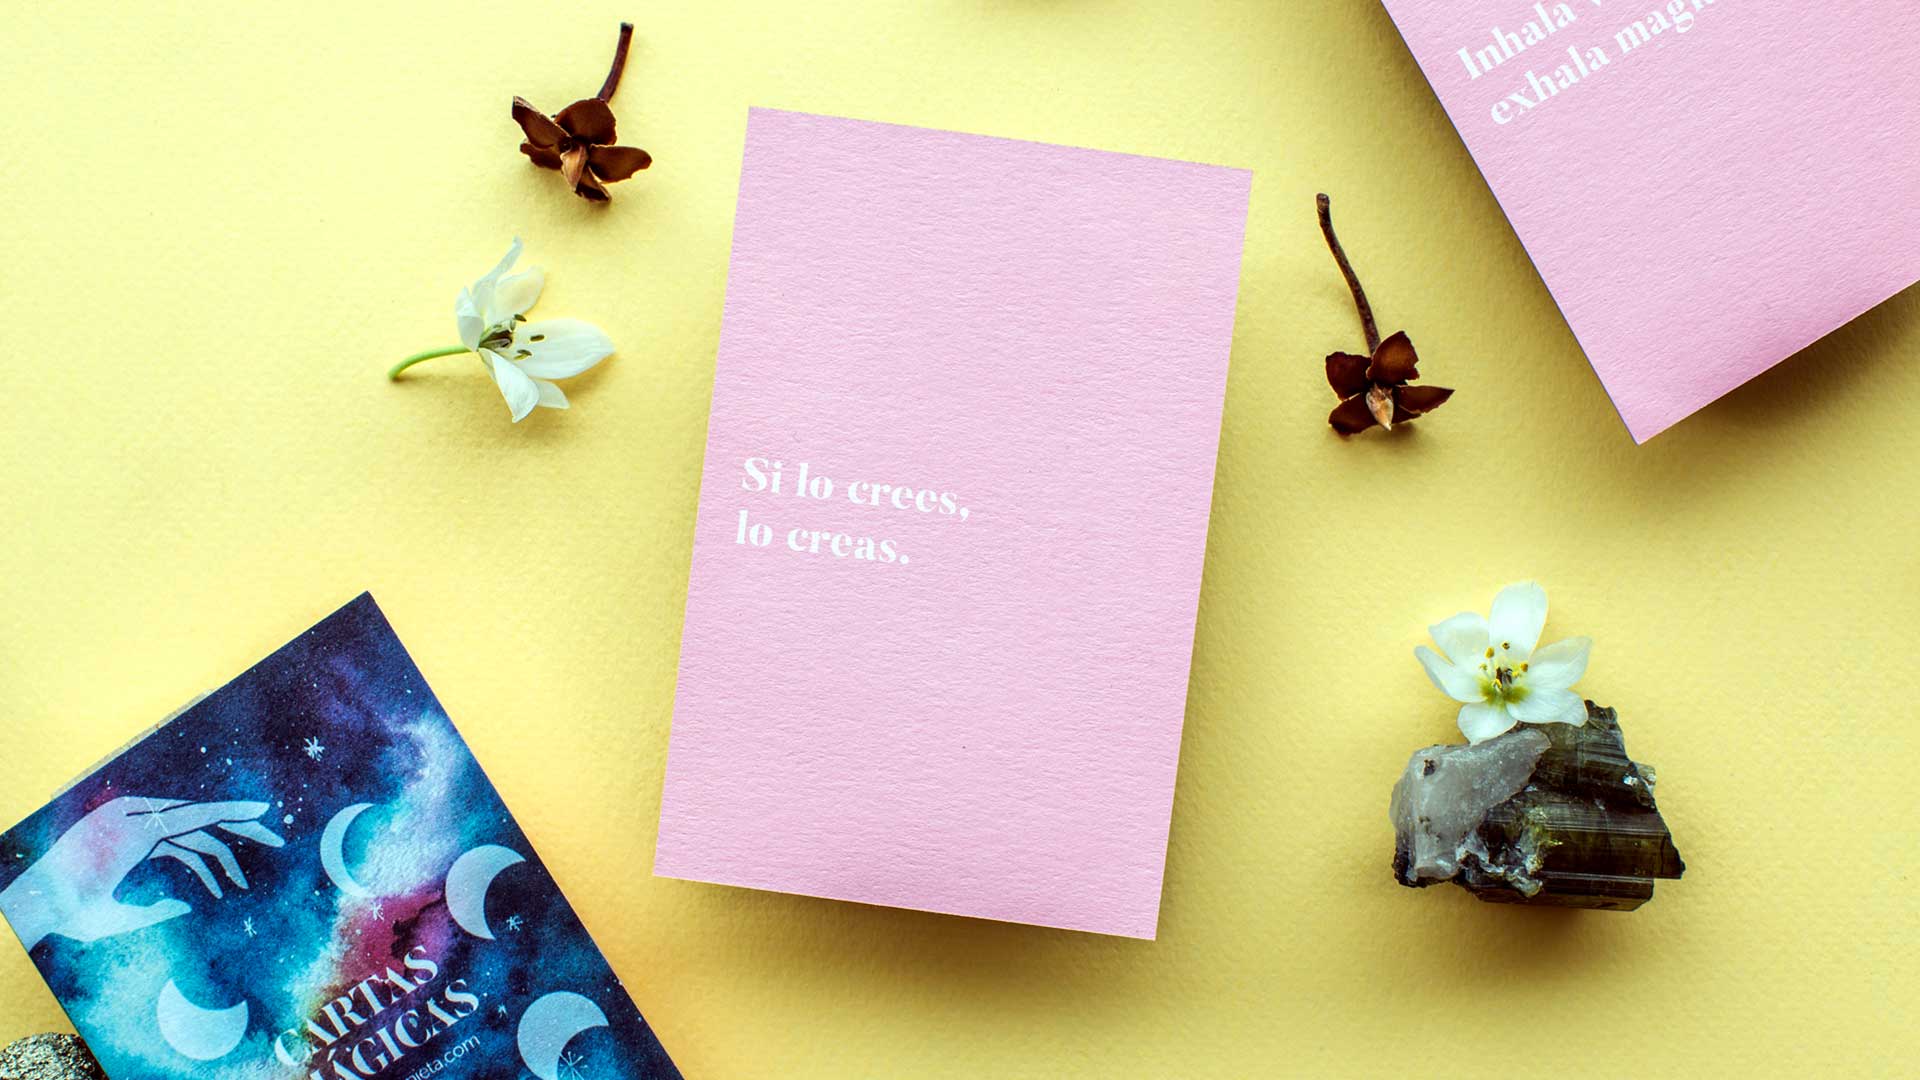 Inhala
exhala
Si lo crees,
lo creas.
CARTAS
MÁGICAS